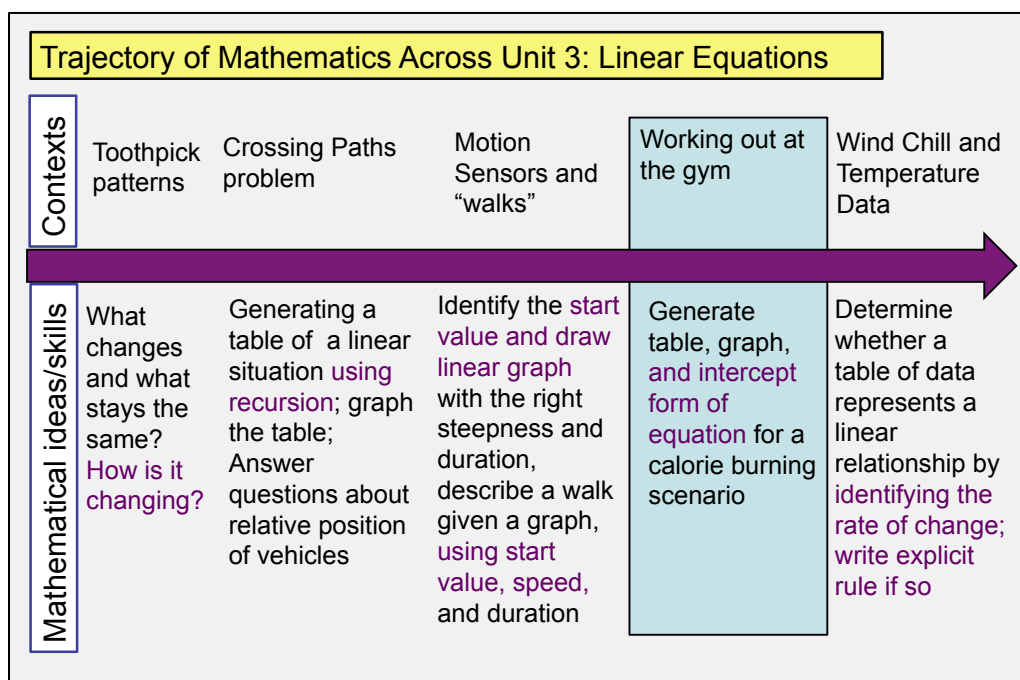 Trajectory of Mathematics Across Unit 3: Linear Equations
Contexts
Toothpick
patterns
Crossing Paths
problem
Motion
Sensors and
“walks”
Working out at
the gym
Wind Chill and
Temperature
Data
Mathematical ideas/skills
What
changes
and what
stays the
same?
How is it
changing?
Generating a
table of a linear
situation using
recursion; graph
the table;
Answer
questions about
relative position
of vehicles
Identify the start
value and draw
linear graph
with the right
steepness and
duration,
describe a walk
given a graph,
using start
value, speed,
and duration
Generate
table, graph,
and intercept
form of
equation for a
calorie burning
scenario
Determine
whether a
table of data
represents a
linear
relationship by
identifying the
rate of change;
write explicit
rule if so